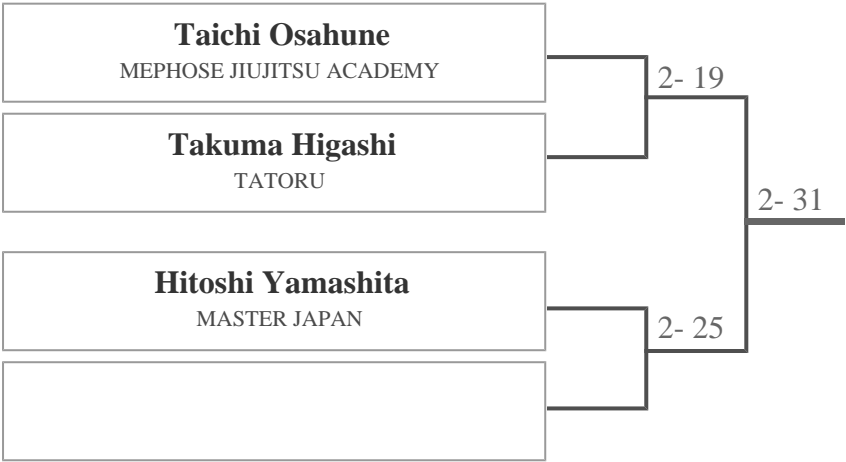 Taichi Osahune
MEPHOSE JIUJITSU ACADEMY
2- 19
Takuma Higashi
TATORU
2- 31
Hitoshi Yamashita
MASTER JAPAN
2- 25